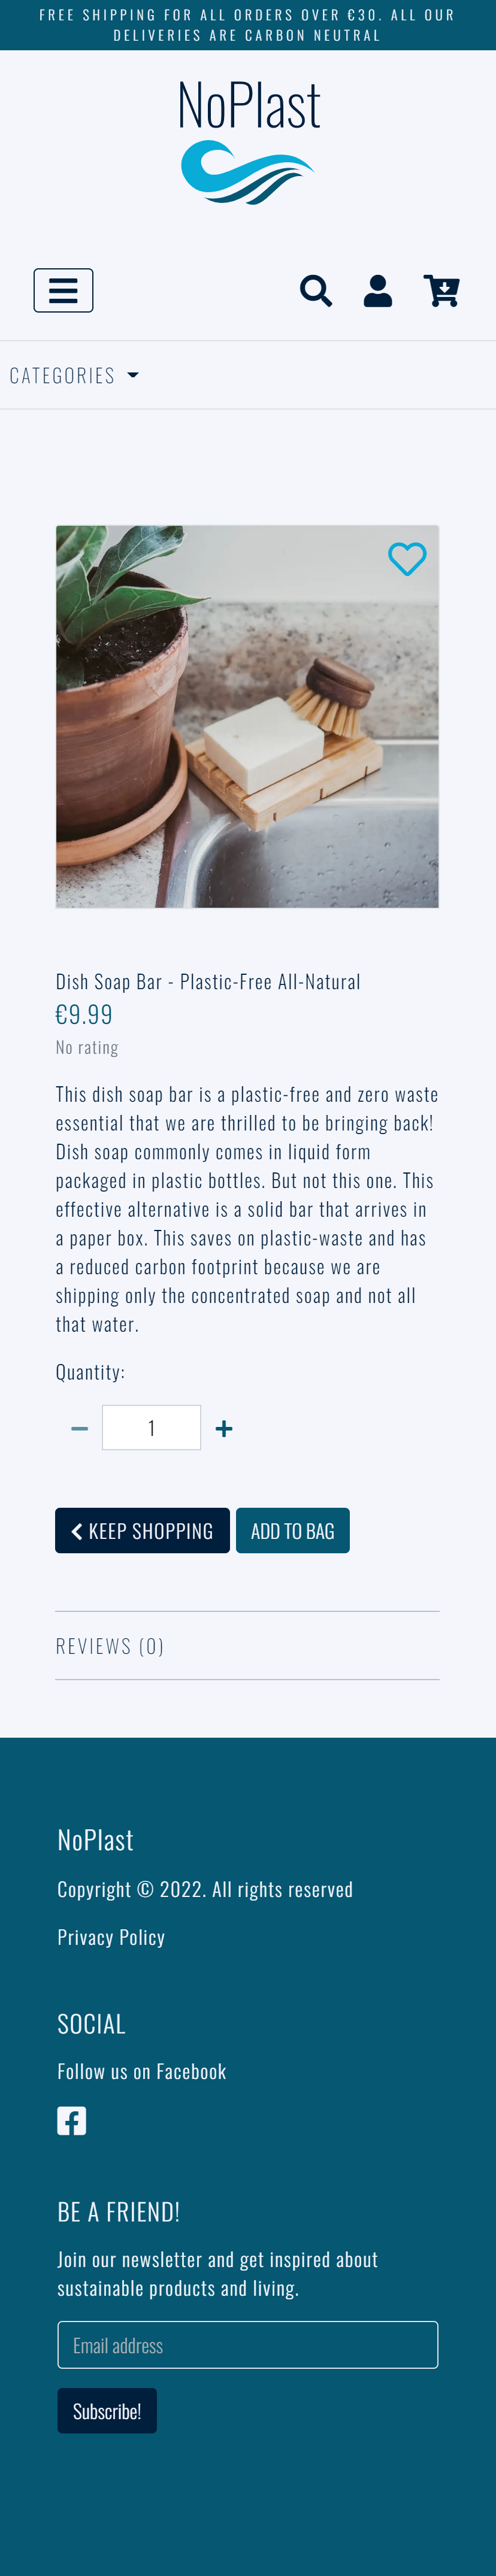 FREE SHIPPING FOR ALL ORDERS OVER €30. ALL OUR
DELIVERIES ARE CARBON NEUTRAL
NoPlast
CATEGORIES
Dish Soap Bar - Plastic-Free All-Natural
€9.99
No rating
This dish soap bar is a plastic-free and zero waste
essential that we are thrilled to be bringing back!
Dish soap commonly comes in liquid form
packaged in plastic bottles. But not this one. This
effective alternative is a solid bar that arrives in
a paper box. This saves on plastic-waste and has
a reduced carbon footprint because we are
shipping only the concentrated soap and not all
that water.
Quantity:
1
KEEP SHOPPING ADD TO BAG
REVIEWS (0)
NoPlast
Copyright © 2022. All rights reserved
Privacy Policy
SOCIAL
Follow us on Facebook
BE A FRIEND!
Join our newsletter and get inspired about
sustainable products and living.
Email address
Subscribe!